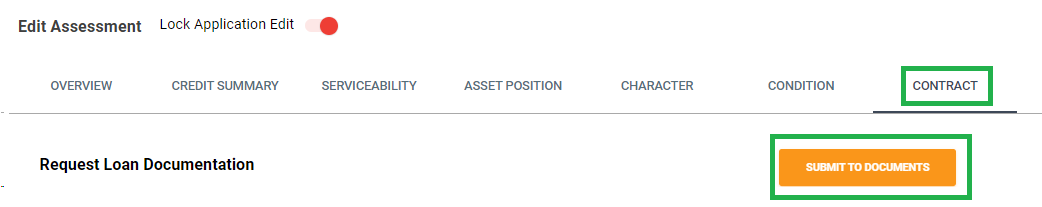 Edit Assessment Lock Application Edit
OVERVIEW CREDIT SUMMARY SERVICEABILITY ASSET POSITION CHARACTER CONDITION CONTRACT
Request Loan Documentation SUBMIT TO DOCUMENTS